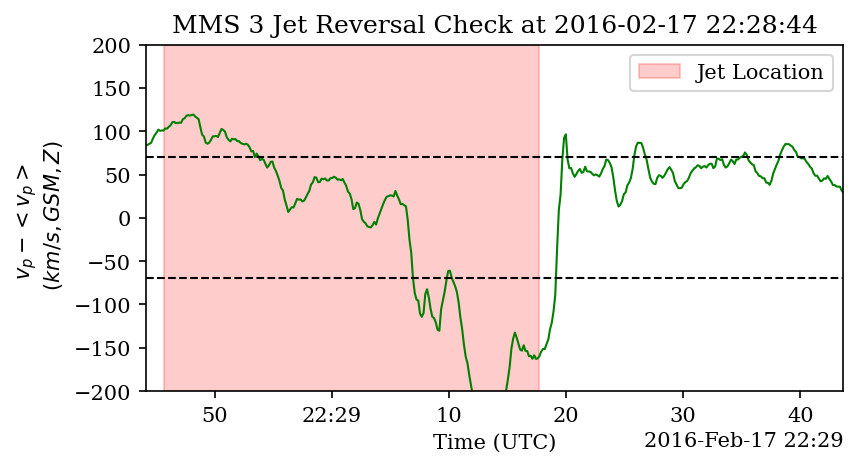 MMS 3 Jet Reversal Check at 2016-02-17 22:28:44
Jet Location
v_p − < v_p >
(km/s, GSM, Z)
200
150
100
50
0
−50
−100
−150
−200
50
22:29
10
20
30
40
Time (UTC)
2016-Feb-17 22:29